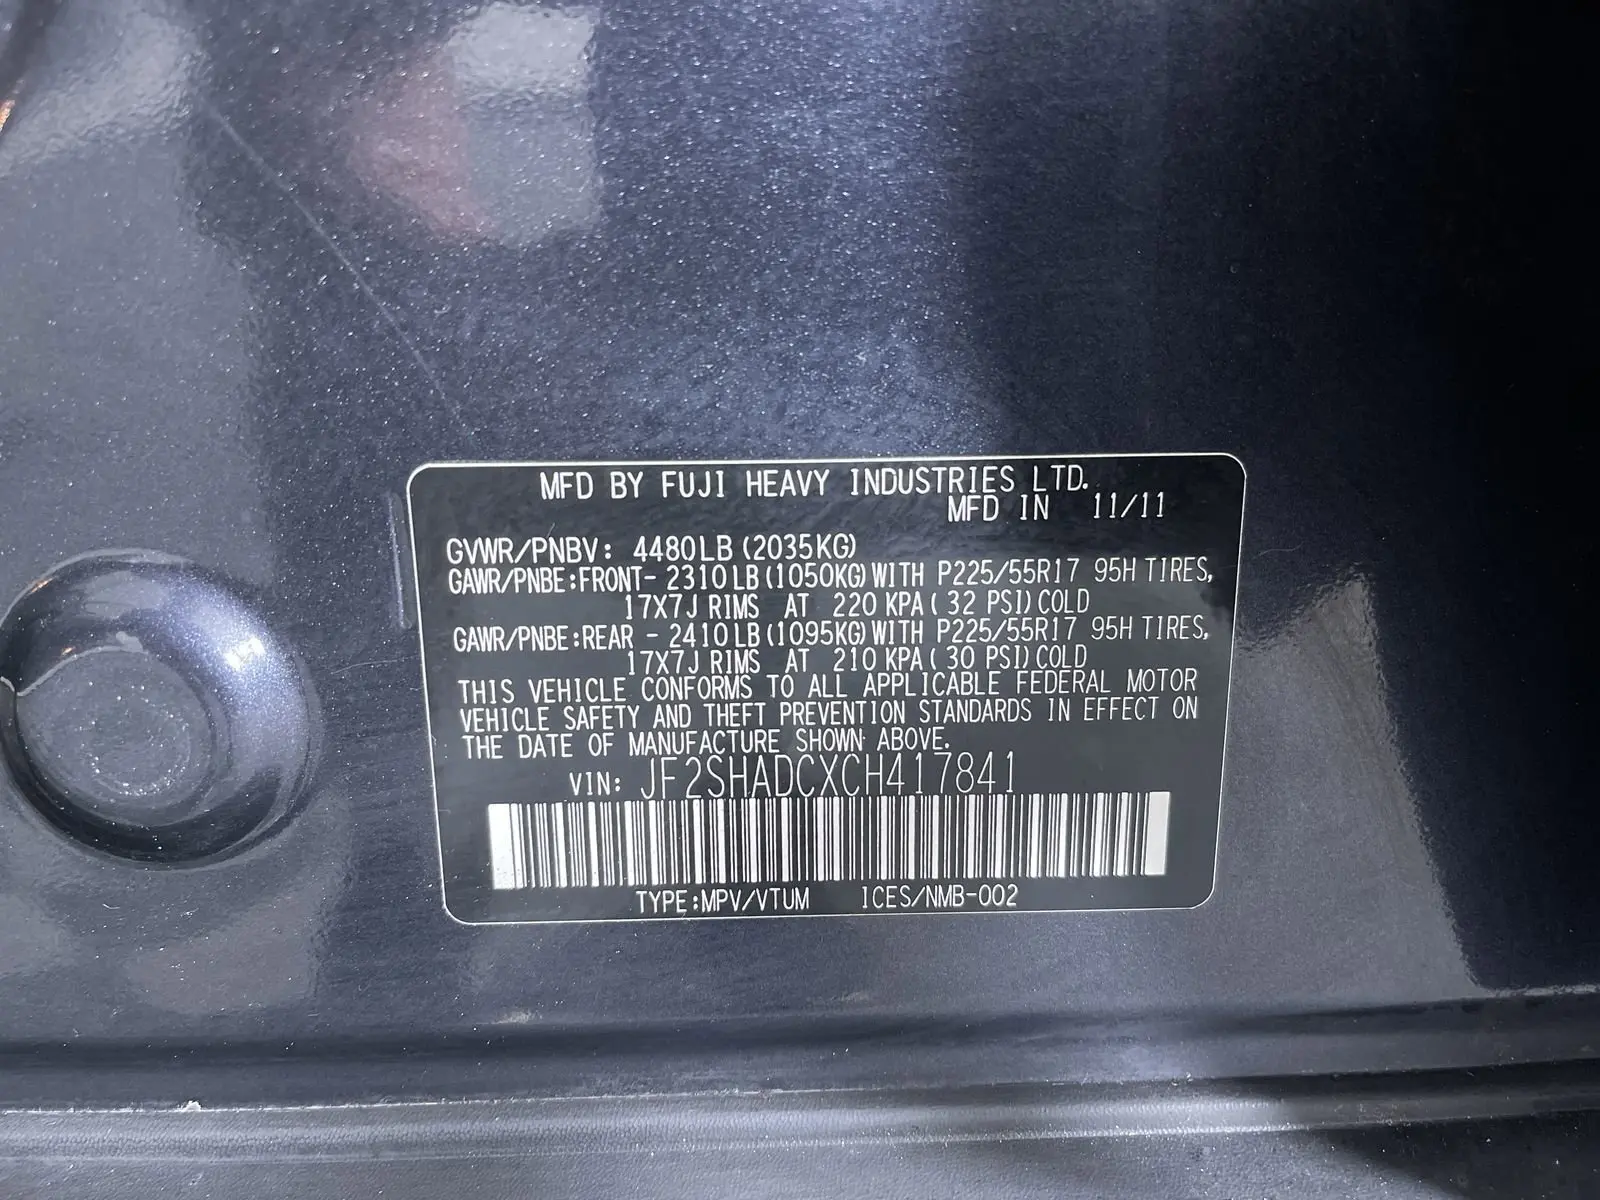 MFD BY FUJI HEAVY INDUSTRIES LTD.
MFD IN 11/11
GVWR/PNBV: 4480LB (2035KG)
GAWR/PNBE:FRONT- 2310LB(1050KG)WITH P225/55R17 95H TIRES,
17X7J RIMS AT 220 KPA( 32 PSI)COLD
GAWR/PNBE:REAR - 2410LB(1095KG)WITH P225/55R17 95H TIRES,
17X7J RIMS AT 210 KPA( 30 PSI)COLD
THIS VEHICLE CONFORMS TO ALL APPLICABLE FEDERAL MOTOR
VEHICLE SAFETY AND THEFT PREVENTION STANDARDS IN EFFECT ON
THE DATE OF MANUFACTURE SHOWN ABOVE.
VIN: JF2SHADCXCH417841
TYPE:MPV/VTUM ICES/NMB-002